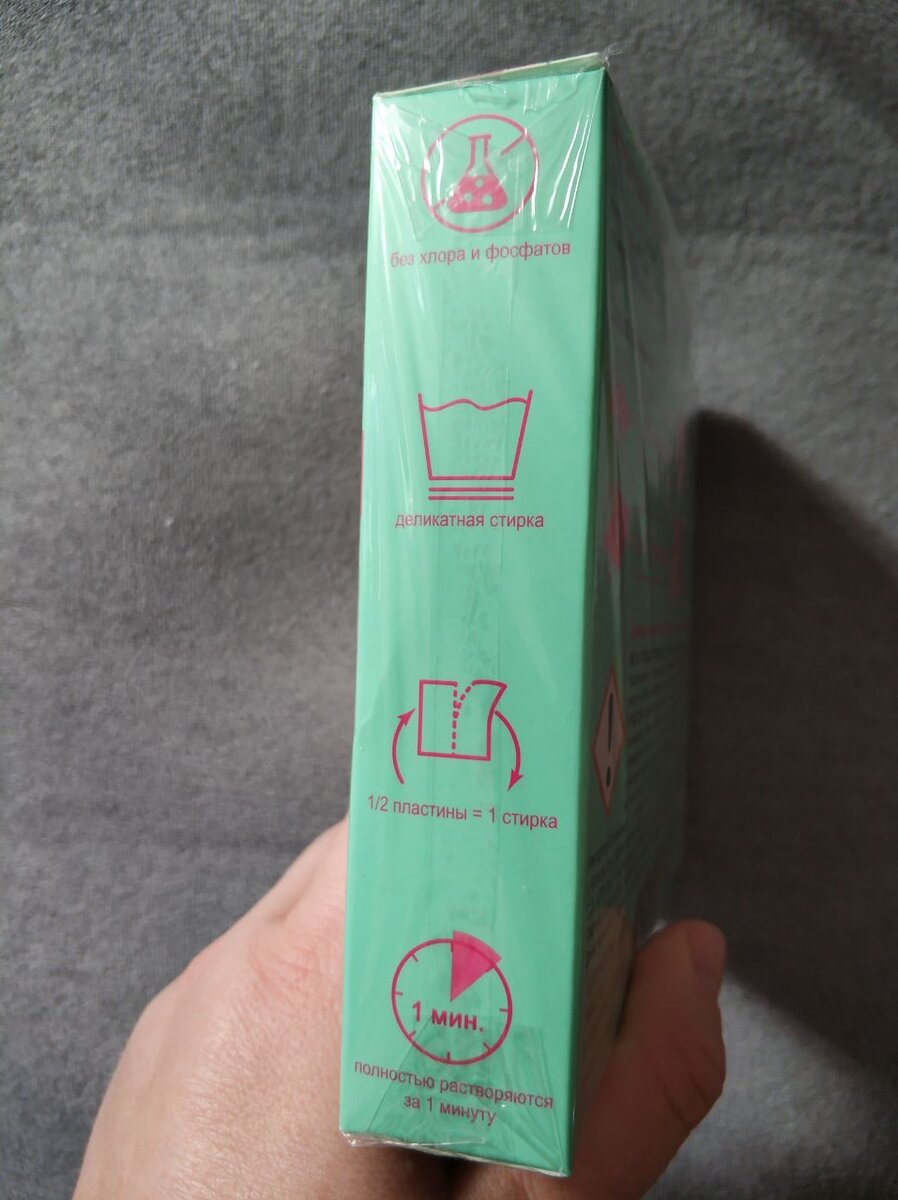 без хлора и фосфатов
деликатная стирка
1/2 пластины = 1 стирка
1 мин.
полностью растворяются
за 1 минуту